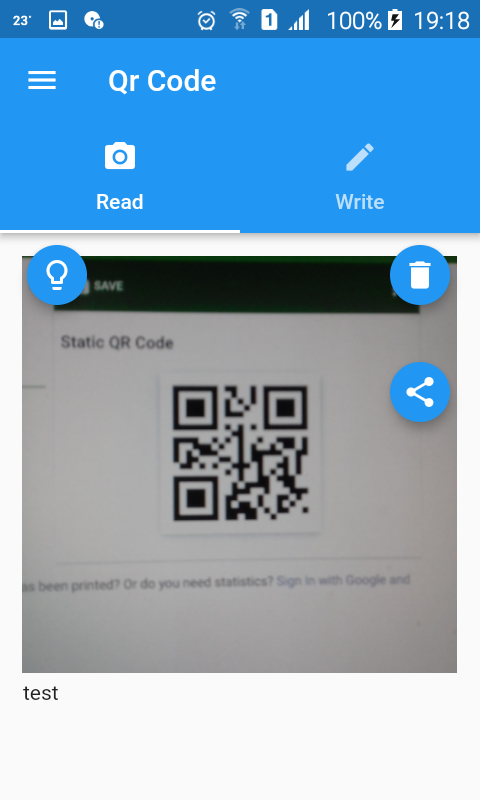 23°
1
100%
19:18
Qr Code
Read
Write
SAVE
Static QR Code
as been printed? Or do you need statistics? Sign in with Google and
test